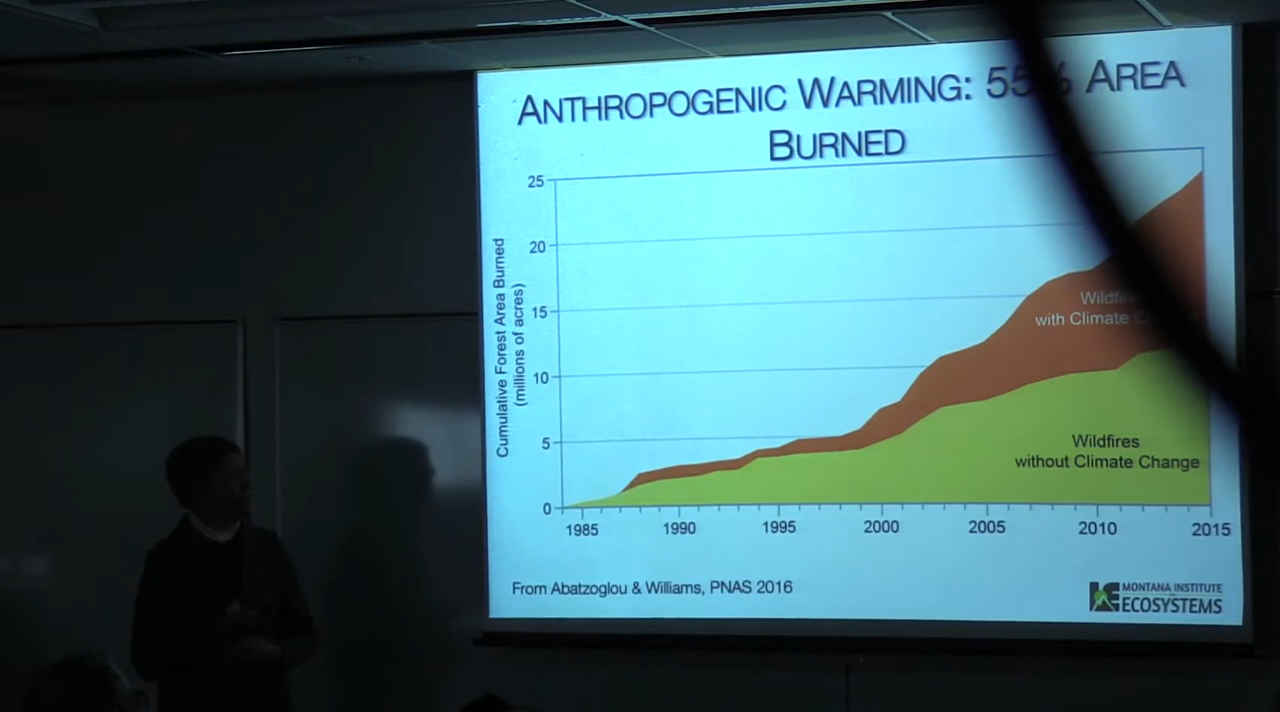 ANTHROPOGENIC WARMING: 55% AREA
BURNED
Cumulative Forest Area Burned
(millions of acres)
25
20
15
10
5
0
with Climate
Wildfires
without Climate Change
1985 1990 1995 2000 2005 2010 2015
From Abatzoglou & Williams, PNAS 2016
MONTANA INSTITUTE
ECOSYSTEMS